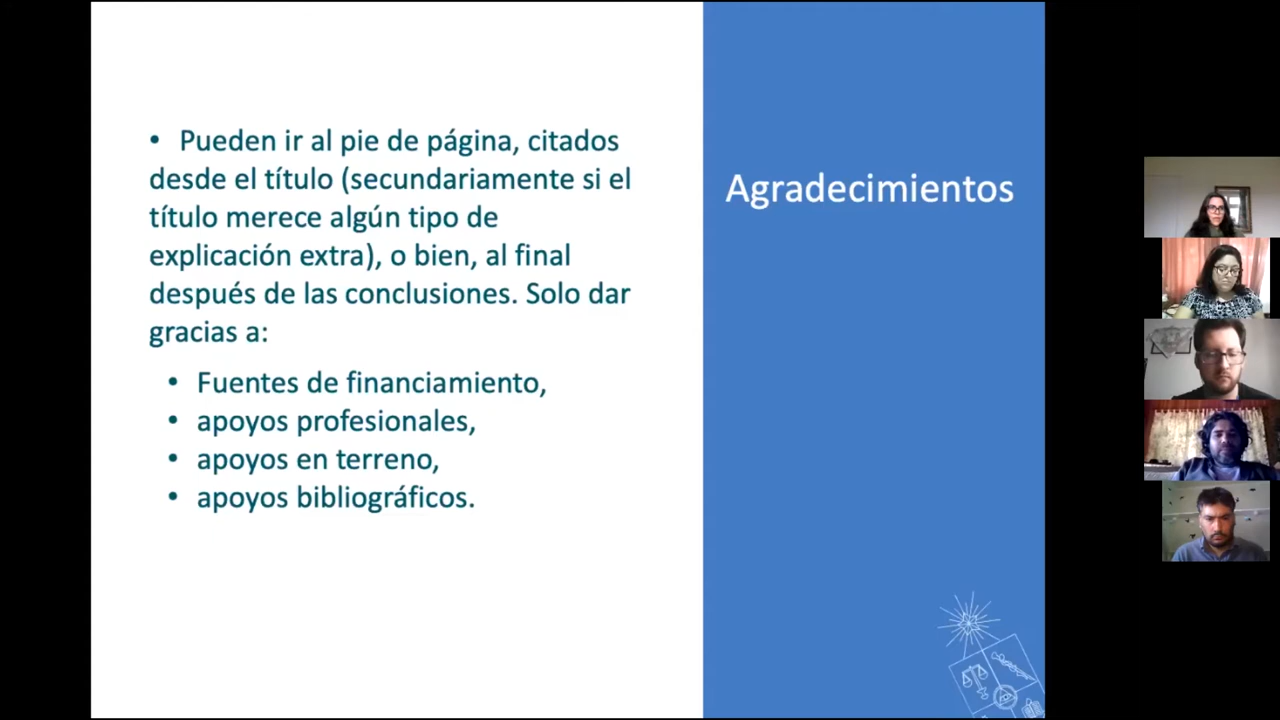 • Pueden ir al pie de página, citados
desde el título (secundariamente si el
título merece algún tipo de
explicación extra), o bien, al final
después de las conclusiones. Solo dar
gracias a:
• Fuentes de financiamiento,
• apoyos profesionales,
• apoyos en terreno,
• apoyos bibliográficos.
Agradecimientos